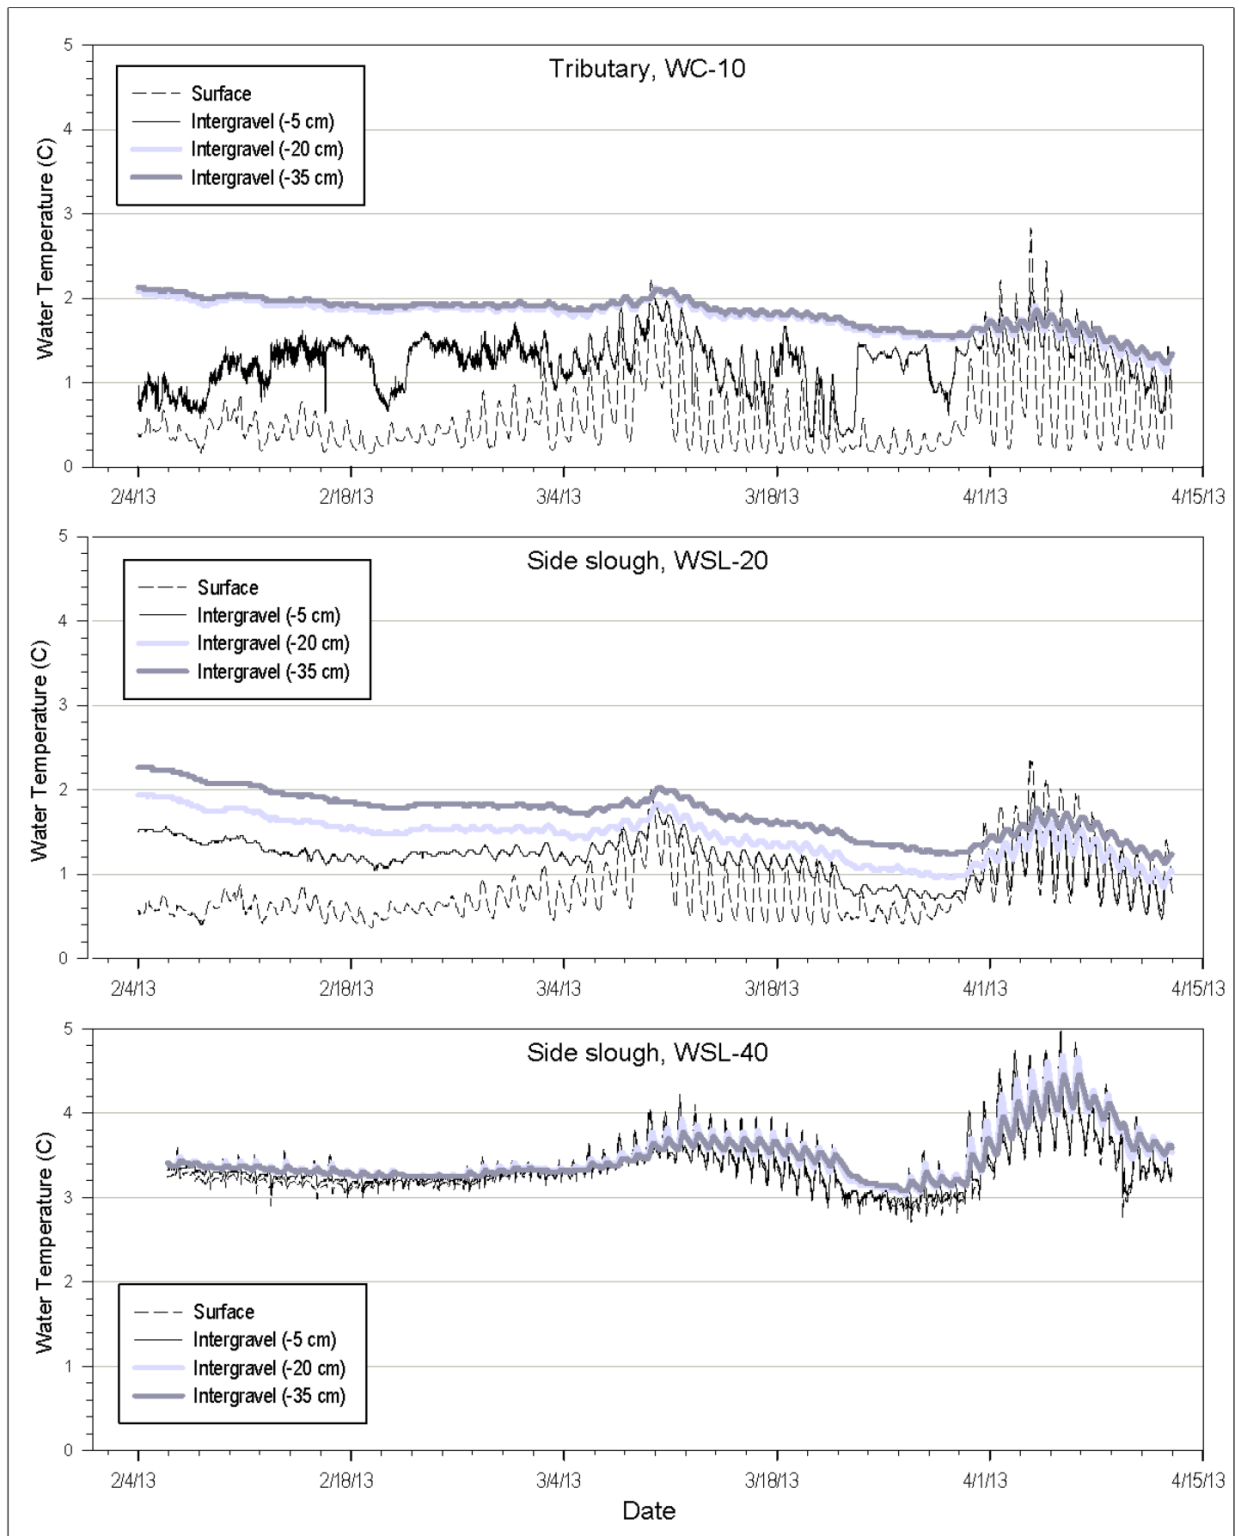 Tributary, WC-10
Surface
Intergravel (-5 cm)
Intergravel (-20 cm)
Intergravel (-35 cm)
Water Temperature (C)
5
4
3
2
1
0
2/4/13 2/18/13 3/4/13 3/18/13 4/1/13 4/15/13
Side slough, WSL-20
Surface
Intergravel (-5 cm)
Intergravel (-20 cm)
Intergravel (-35 cm)
Water Temperature (C)
5
4
3
2
1
0
2/4/13 2/18/13 3/4/13 3/18/13 4/1/13 4/15/13
Side slough, WSL-40
Water Temperature (C)
5
4
3
2
1
0
Surface
Intergravel (-5 cm)
Intergravel (-20 cm)
Intergravel (-35 cm)
2/4/13 2/18/13 3/4/13 3/18/13 4/1/13 4/15/13
Date